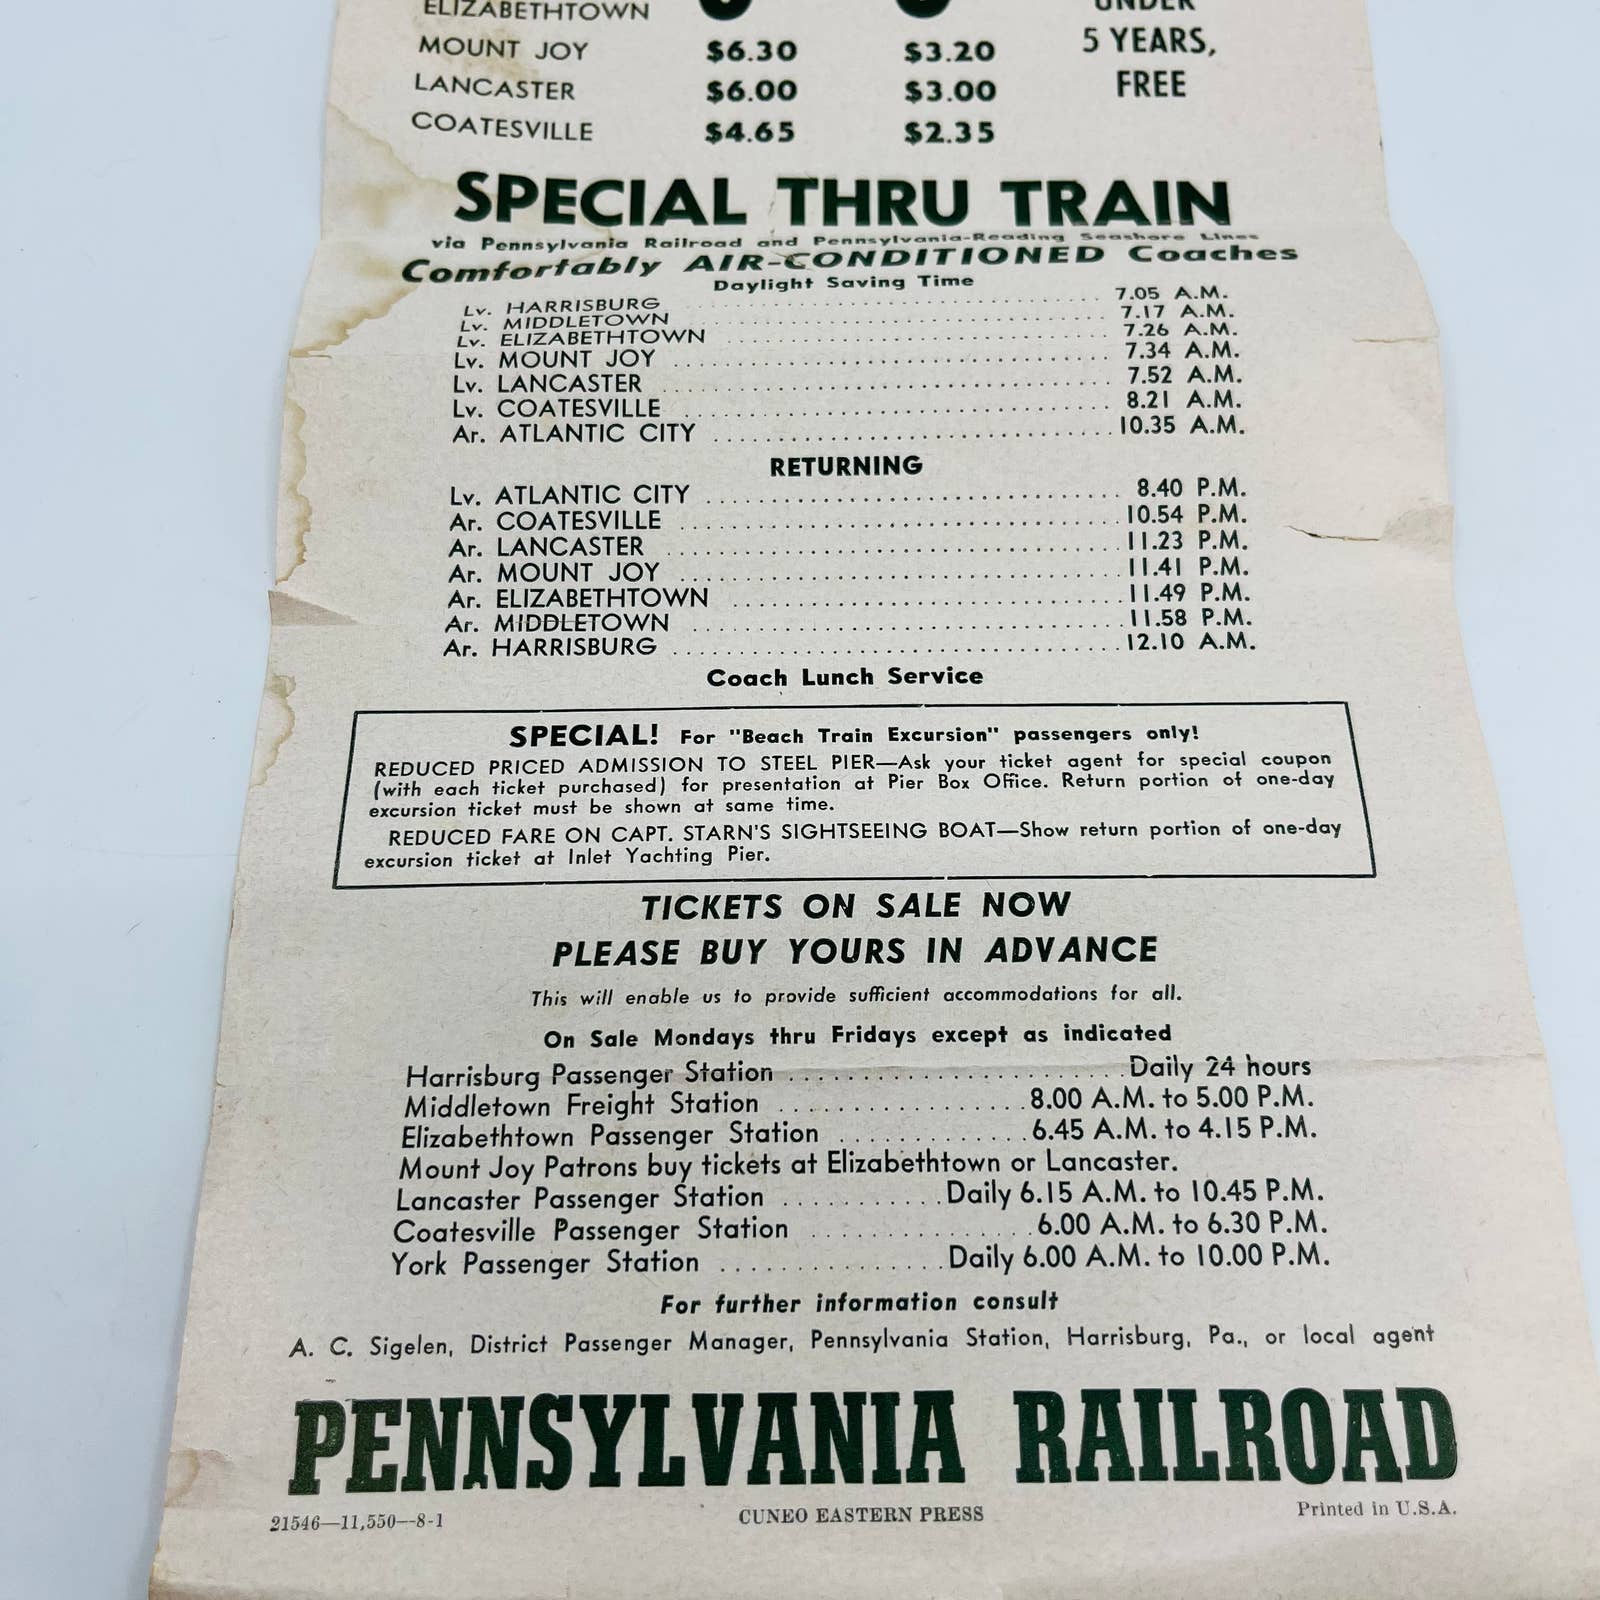 ELIZABETHTOWN UNDER
MOUNT JOY $6.30 $3.20 5 YEARS,
LANCASTER $6.00 $3.00 FREE
COATESVILLE $4.65 $2.35
SPECIAL THRU TRAIN
via Pennsylvania Railroad and Pennsylvania-Reading Seashore Lines
Comfortably AIR-CONDITIONED Coaches
Daylight Saving Time
Lv. HARRISBURG 7.05 A.M.
Lv. MIDDLETOWN 7.17 A.M.
Lv. ELIZABETHTOWN 7.26 A.M.
Lv. MOUNT JOY 7.34 A.M.
Lv. LANCASTER 7.52 A.M.
Lv. COATESVILLE 8.21 A.M.
Ar. ATLANTIC CITY 10.35 A.M.
RETURNING
Lv. ATLANTIC CITY 8.40 P.M.
Ar. COATESVILLE 10.54 P.M.
Ar. LANCASTER 11.23 P.M.
Ar. MOUNT JOY 11.41 P.M.
Ar. ELIZABETHTOWN 11.49 P.M.
Ar. MIDDLETOWN 11.58 P.M.
Ar. HARRISBURG 12.10 A.M.
Coach Lunch Service
SPECIAL! For "Beach Train Excursion" passengers only!
REDUCED PRICED ADMISSION TO STEEL PIER—Ask your ticket agent for special coupon
(with each ticket purchased) for presentation at Pier Box Office. Return portion of one-day
excursion ticket must be shown at same time.
REDUCED FARE ON CAPT. STARN'S SIGHTSEEING BOAT—Show return portion of one-day
excursion ticket at Inlet Yachting Pier.
TICKETS ON SALE NOW
PLEASE BUY YOURS IN ADVANCE
This will enable us to provide sufficient accommodations for all.
On Sale Mondays thru Fridays except as indicated
Harrisburg Passenger Station Daily 24 hours
Middletown Freight Station 8.00 A.M. to 5.00 P.M.
Elizabethtown Passenger Station 6.45 A.M. to 4.15 P.M.
Mount Joy Patrons buy tickets at Elizabethtown or Lancaster.
Lancaster Passenger Station Daily 6.15 A.M. to 10.45 P.M.
Coatesville Passenger Station 6.00 A.M. to 6.30 P.M.
York Passenger Station Daily 6.00 A.M. to 10.00 P.M.
For further information consult
A. C. Sigelen, District Passenger Manager, Pennsylvania Station, Harrisburg, Pa., or local agent
PENNSYLVANIA RAILROAD
21546—11,550—8-1 CUNEO EASTERN PRESS Printed in U.S.A.